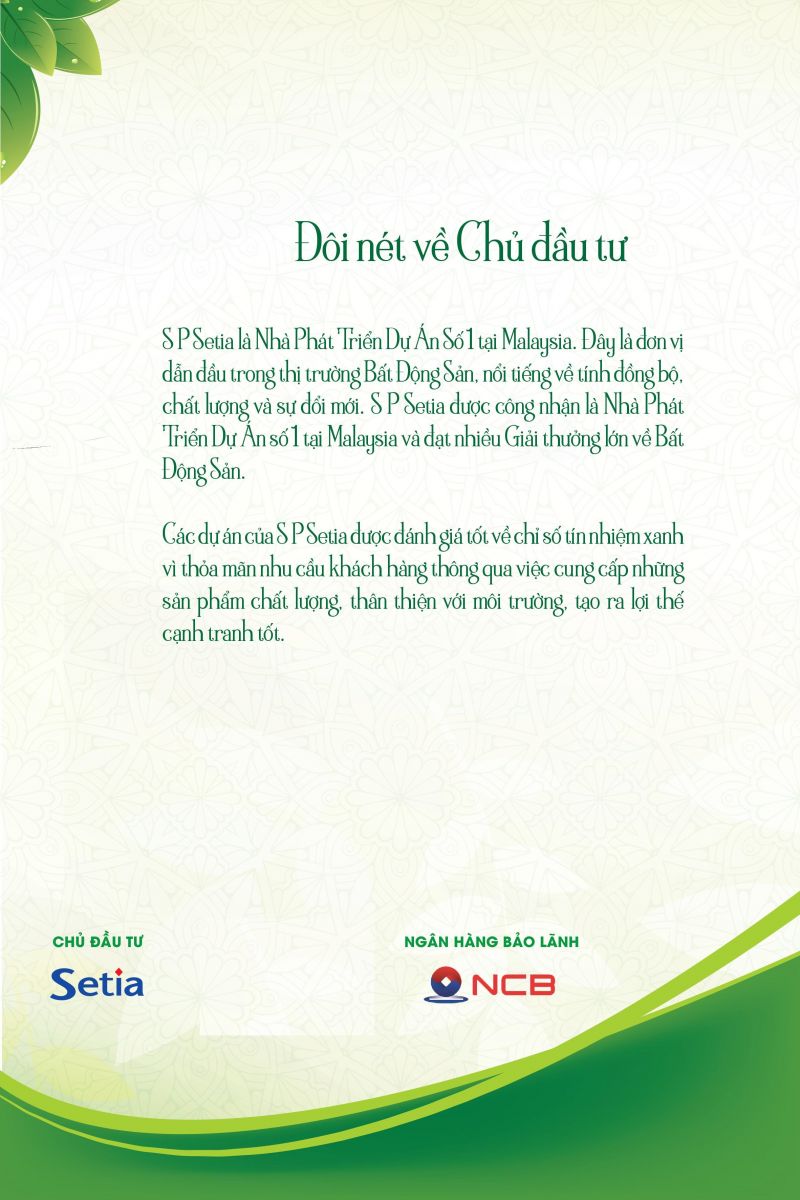 Đôi nét về Chủ đầu tư
S P Setia là Nhà Phát Triển Dự Án Số 1 tại Malaysia. Đây là đơn vị
dẫn đầu trong thị trường Bất Động Sản, nổi tiếng về tính đồng bộ,
chất lượng và sự đổi mới. S P Setia được công nhận là Nhà Phát
Triển Dự Án số 1 tại Malaysia và đạt nhiều Giải thưởng lớn về Bất
Động Sản.
Các dự án của S P Setia được đánh giá tốt về chỉ số tín nhiệm xanh
vì thỏa mãn nhu cầu khách hàng thông qua việc cung cấp những
sản phẩm chất lượng, thân thiện với môi trường, tạo ra lợi thế
cạnh tranh tốt.
CHỦ ĐẦU TƯ
Setia
NGÂN HÀNG BẢO LÃNH
NCB